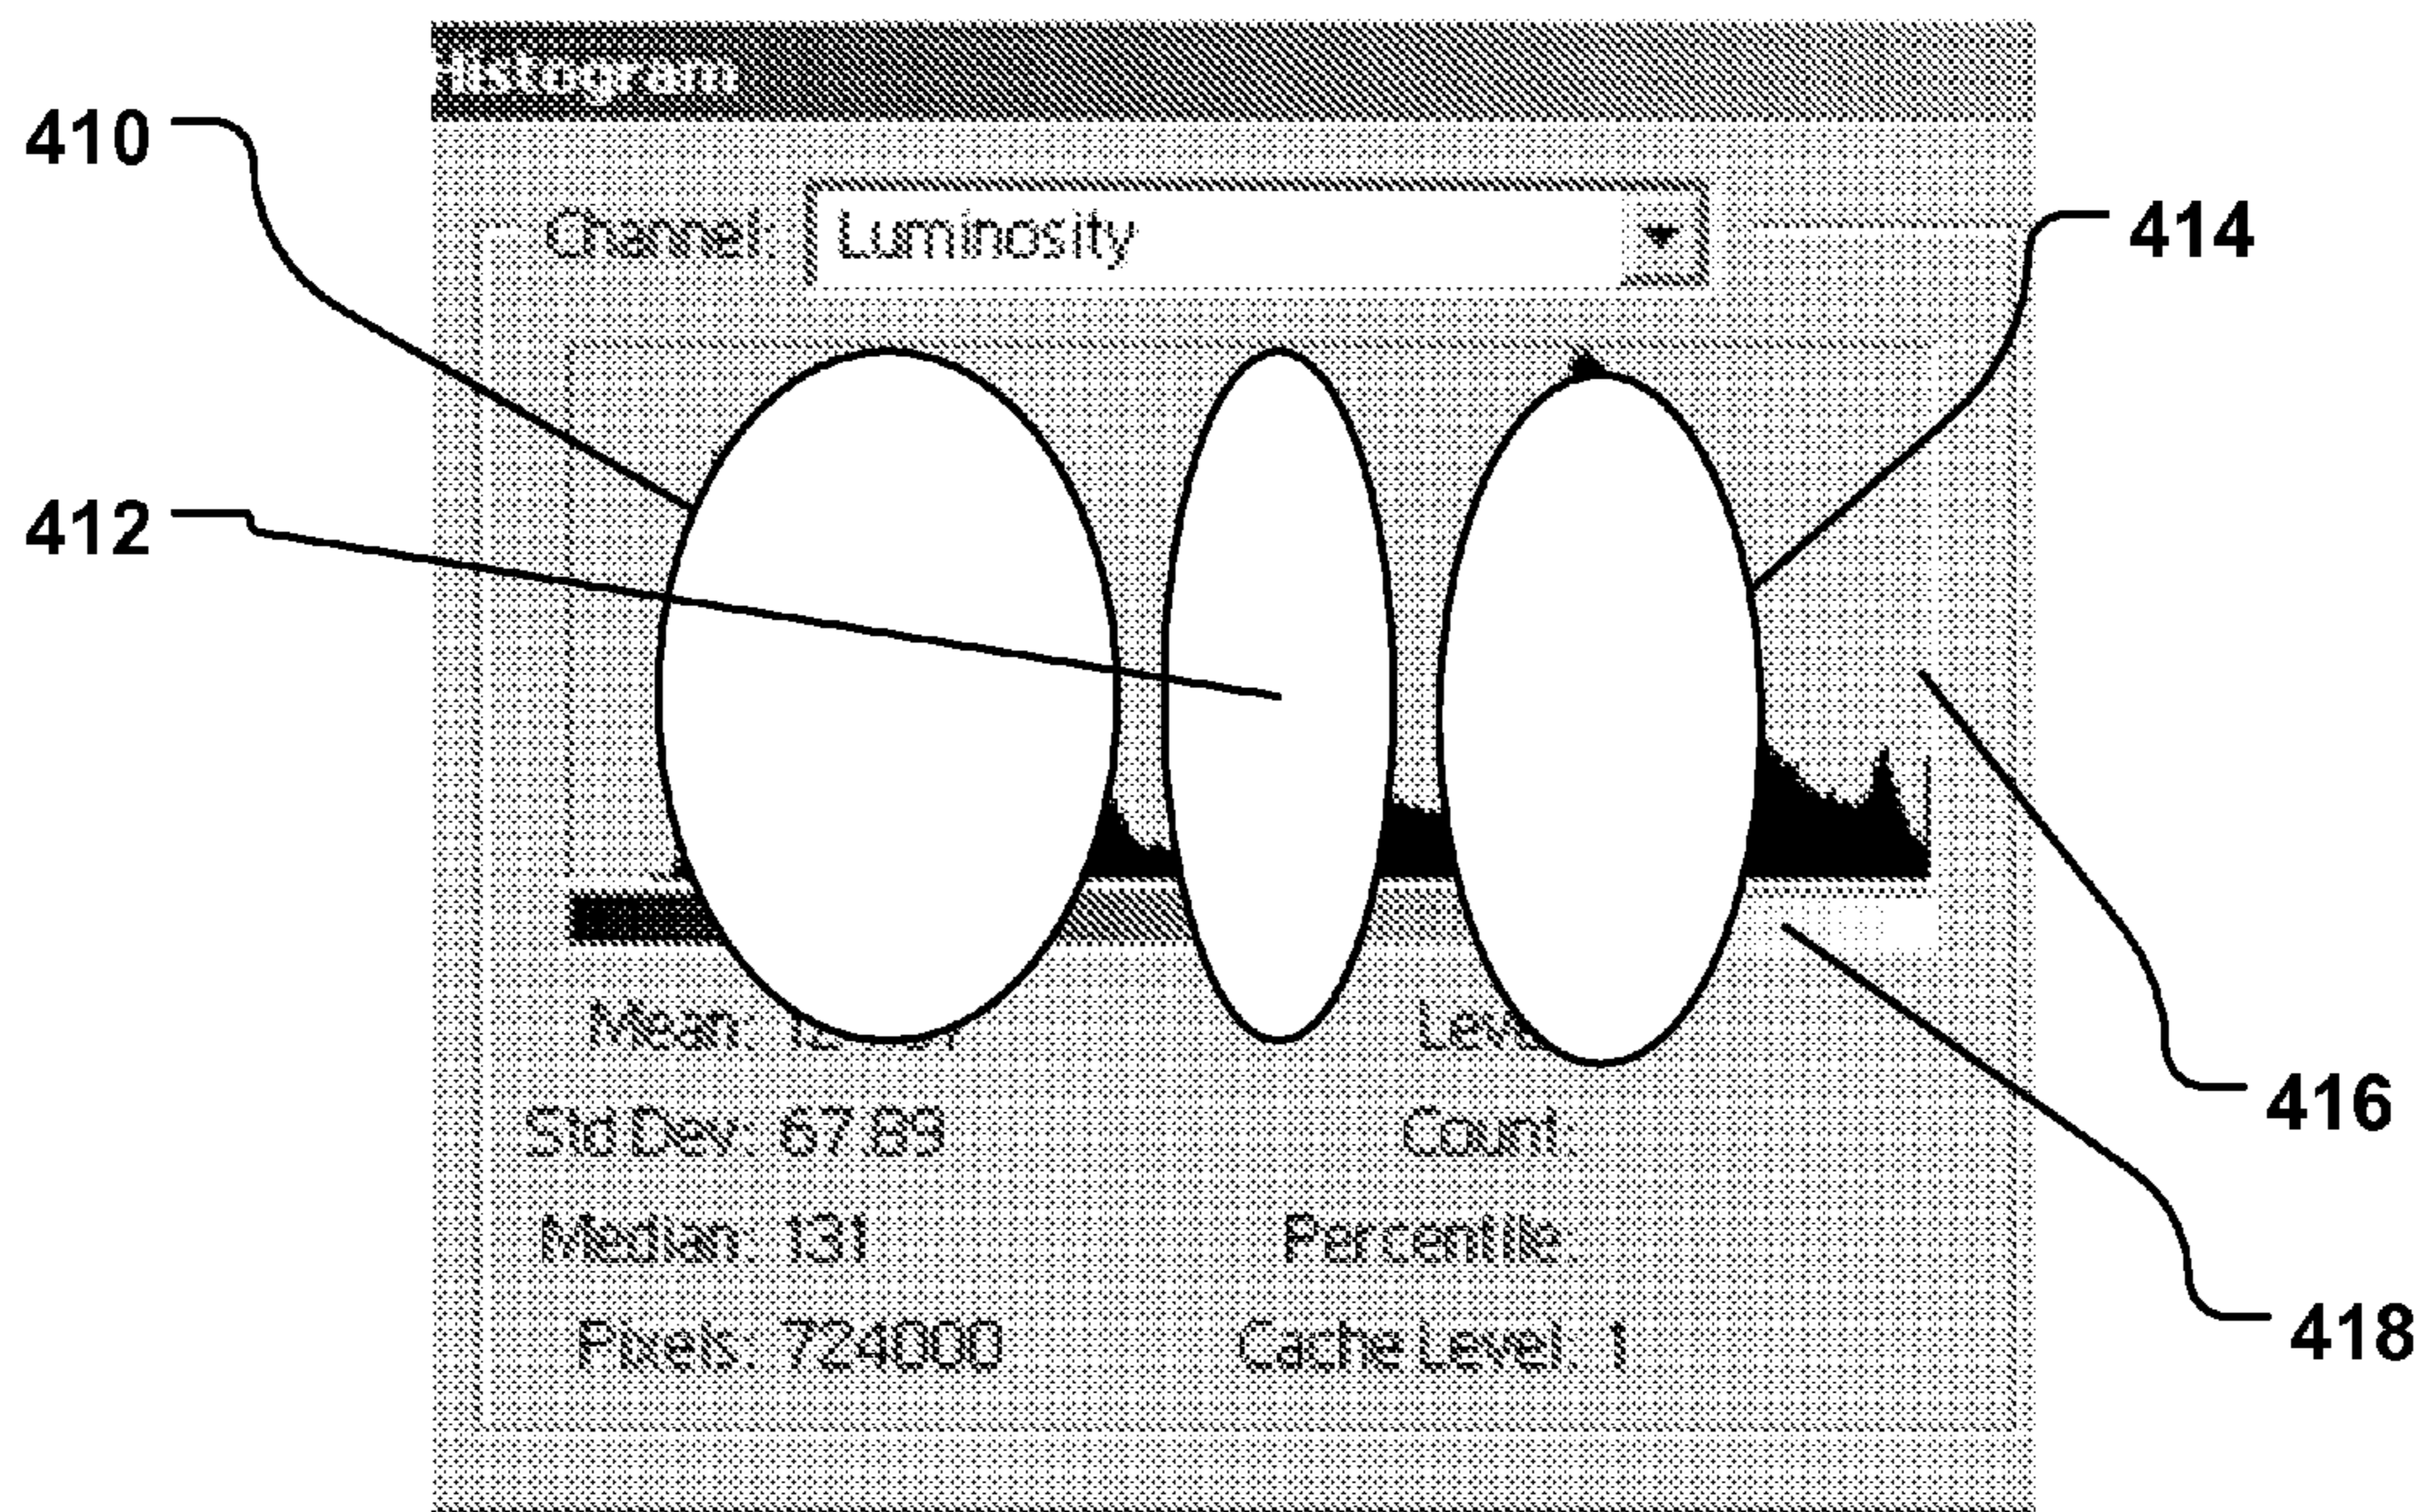 Histogram
410
Channel: Luminosity
414
412
Mean:
Std Dev: 67.89
Count:
416
Median: 131
Percentile:
Pixels: 724000
Cache Level: 1
418